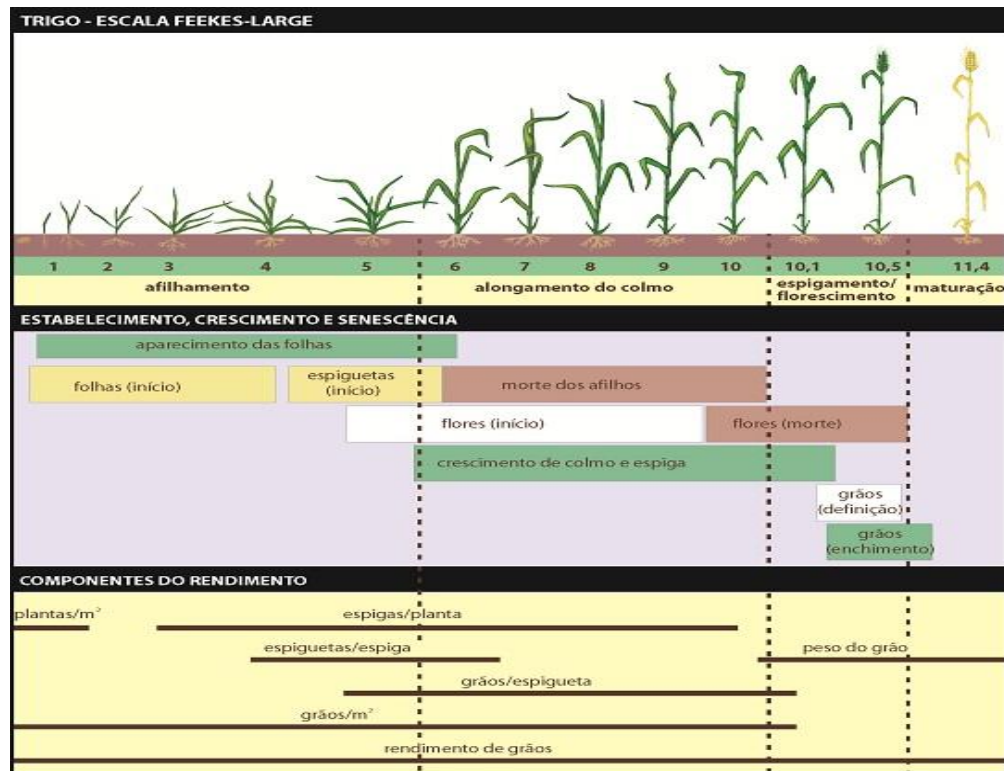 TRIGO - ESCALA FEEKES-LARGE
1 2 3 4 5 6 7 8 9 10 10,1 10,5 11,4
afilhamento
alongamento do colmo
espigamento/
florescimento
maturação
ESTABELECIMENTO, CRESCIMENTO E SENESCÊNCIA
aparecimento das folhas
folhas (início)
espiguetas
(início)
morte dos afilhos
flores (início)
flores (morte)
crescimento de colmo e espiga
grãos
(definição)
grãos
(enchimento)
COMPONENTES DO RENDIMENTO
plantas/m²
espigas/planta
espiguetas/espiga
peso do grão
grãos/espigueta
grãos/m²
rendimento de grãos